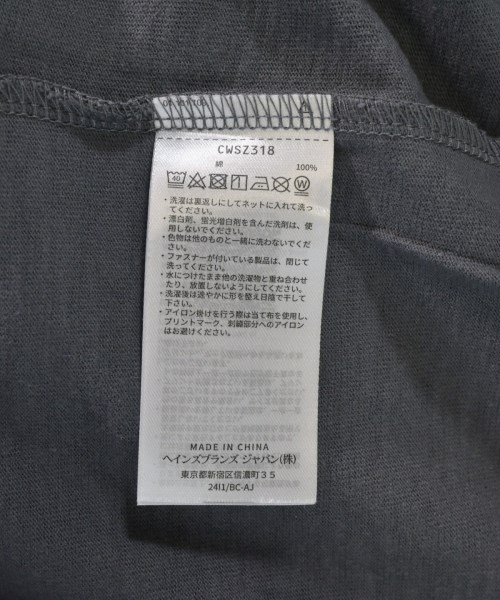 CWSZ318
綿 100%
40
・洗濯は裏返しにしてネットに入れて洗っ
てください。
・漂白剤、蛍光増白剤を含んだ洗剤は、使
用しないでください。
・色物は他のものと一緒に洗わないでくだ
さい。
・ファスナーが付いている製品は、閉じて
洗ってください。
・水につけたまま他の洗濯物と重ね合わせ
たり、放置しないようにしてください。
・洗濯後は速やかに形を整え日陰で干して
下さい。
・アイロン掛けを行う際は当て布を使用し、
プリントマーク、刺繍部分へのアイロン
はお避けください。
MADE IN CHINA
ヘインズブランズ ジャパン(株)
東京都新宿区信濃町35
24I1/BC-AJ